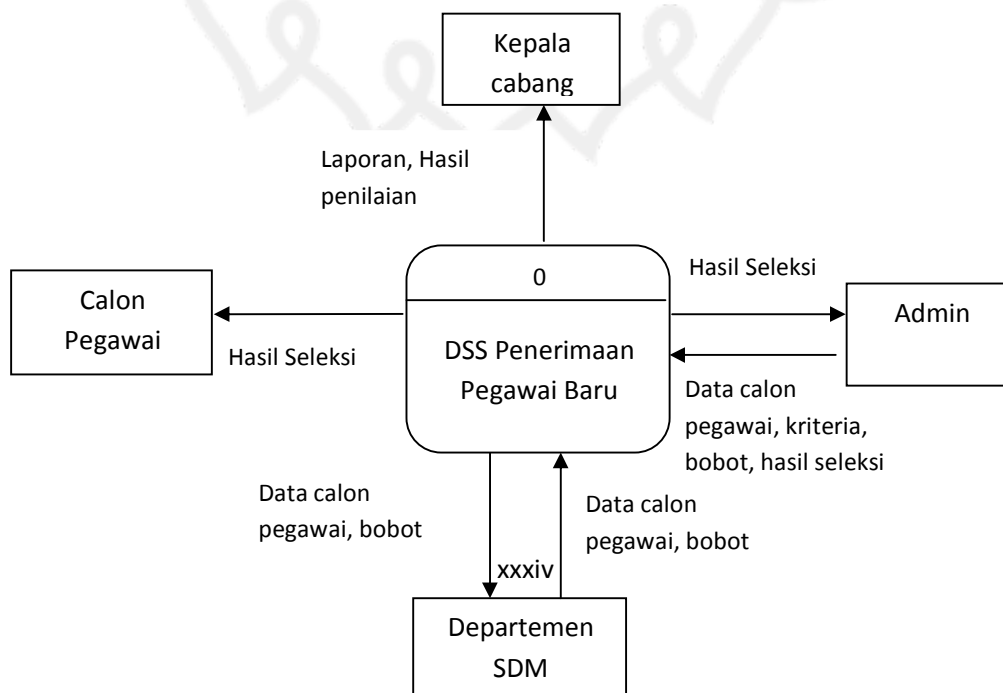 Kepala
cabang
Laporan, Hasil
penilaian
0
Hasil Seleksi
Calon
Pegawai
Admin
Hasil Seleksi
DSS Penerimaan
Pegawai Baru
Data calon
pegawai, kriteria,
bobot, hasil seleksi
Data calon
pegawai, bobot
Data calon
pegawai, bobot
xxxiv
Departemen
SDM